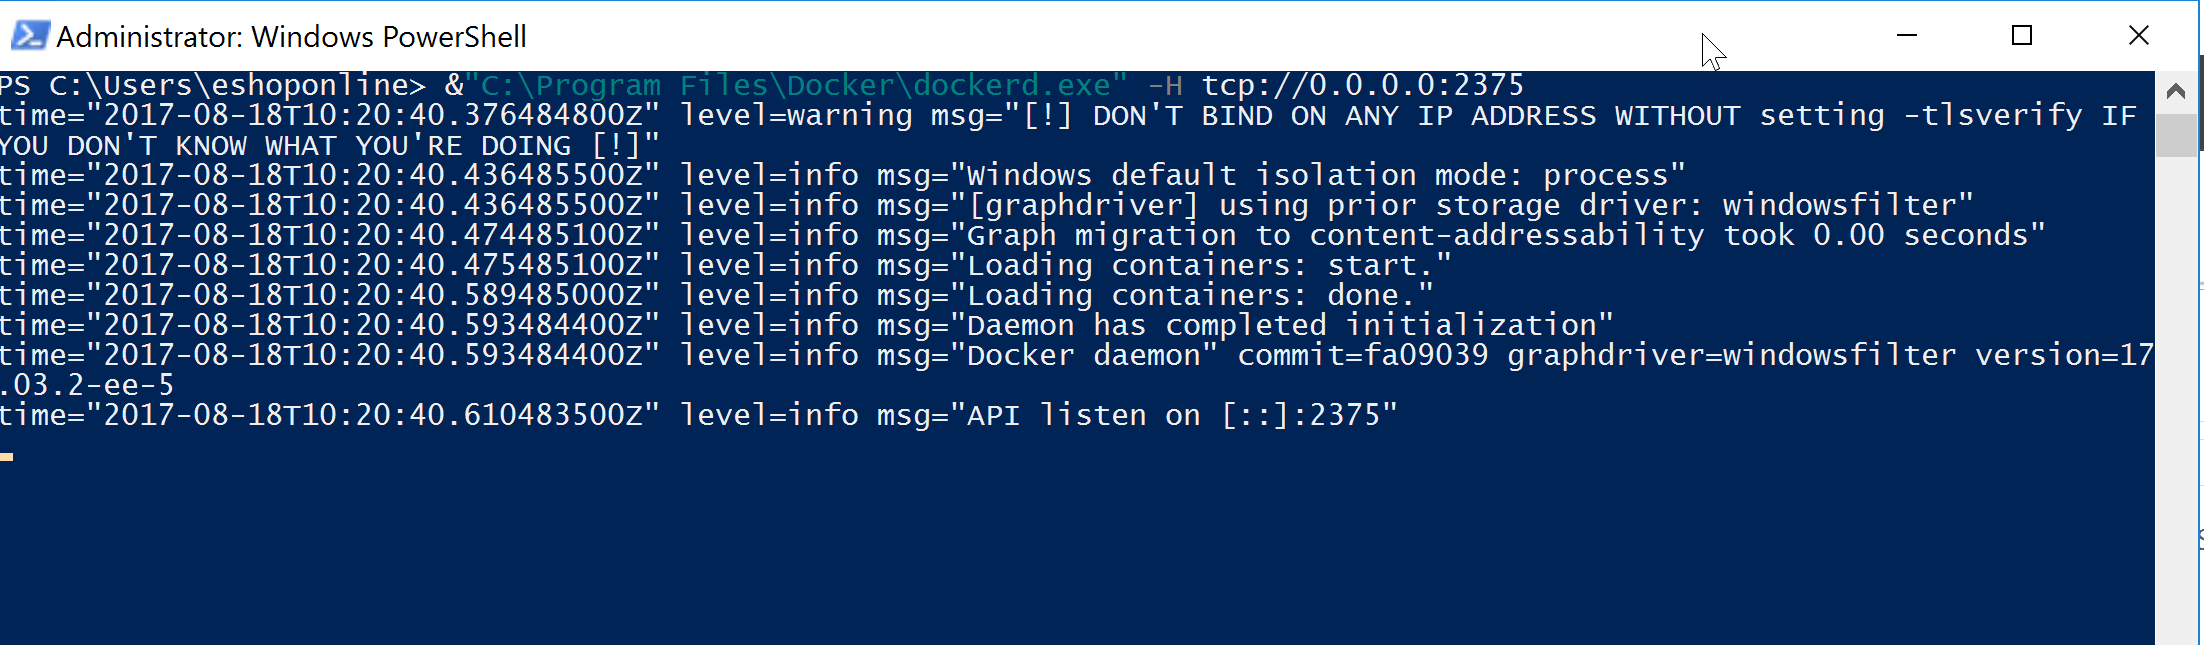 Administrator: Windows PowerShell
PS C:\Users\eshoponline> &"C:\Program Files\Docker\dockerd.exe" -H tcp://0.0.0.0:2375
time="2017-08-18T10:20:40.376484800Z" level=warning msg="[!] DON'T BIND ON ANY IP ADDRESS WITHOUT setting -tlsverify IF
YOU DON'T KNOW WHAT YOU'RE DOING [!]"
time="2017-08-18T10:20:40.436485500Z" level=info msg="Windows default isolation mode: process"
time="2017-08-18T10:20:40.436485500Z" level=info msg="[graphdriver] using prior storage driver: windowsfilter"
time="2017-08-18T10:20:40.474485100Z" level=info msg="Graph migration to content-addressability took 0.00 seconds"
time="2017-08-18T10:20:40.475485100Z" level=info msg="Loading containers: start."
time="2017-08-18T10:20:40.589485000Z" level=info msg="Loading containers: done."
time="2017-08-18T10:20:40.593484400Z" level=info msg="Daemon has completed initialization"
time="2017-08-18T10:20:40.593484400Z" level=info msg="Docker daemon" commit=fa09039 graphdriver=windowsfilter version=17
.03.2-ee-5
time="2017-08-18T10:20:40.610483500Z" level=info msg="API listen on [::]:2375"